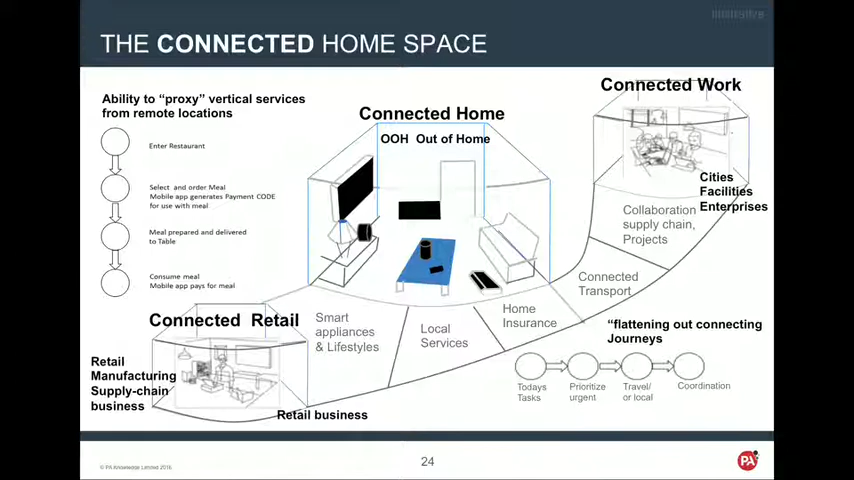 THE CONNECTED HOME SPACE
Ability to “proxy” vertical services
from remote locations
Enter Restaurant
Select and order Meal
Mobile app generates Payment CODE
for use with meal
Meal prepared and delivered
to Table
Consume meal
Mobile app pays for meal
Connected Home
OOH Out of Home
Connected Work
Cities
Facilities
Enterprises
Collaboration
supply chain,
Projects
Connected
Transport
Home
Insurance
Local
Services
Smart
appliances
& Lifestyles
Connected Retail
Retail
Manufacturing
Supply-chain
business
Retail business
“flattening out connecting
Journeys
Todays
Tasks
Prioritize
urgent
Travel/
or local
Coordination
24
PA